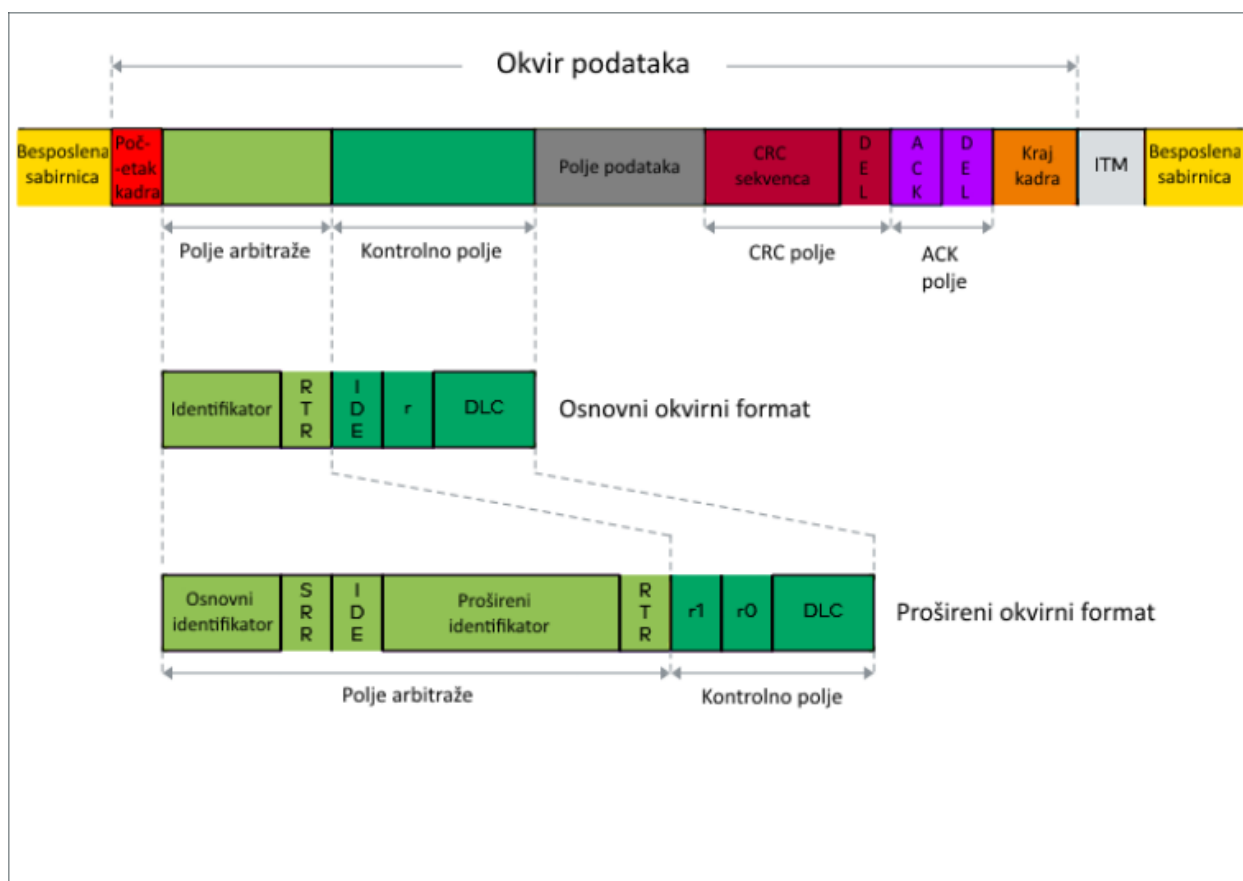 Okvir podataka
Besposlena
sabirnica
Poč-
-etak
kadra
Polje podataka
CRC
sekvenca
D
E
L
A
C
K
D
E
L
Kraj
kadra
ITM
Besposlena
sabirnica
Polje arbitraže
Kontrolno polje
CRC polje
ACK
polje
Identifikator
R
T
R
I
D
E
r
DLC
Osnovni okvirni format
Osnovni
identifikator
S
R
R
I
D
E
Prošireni
identifikator
R
T
R
r1
r0
DLC
Prošireni okvirni format
Polje arbitraže
Kontrolno polje